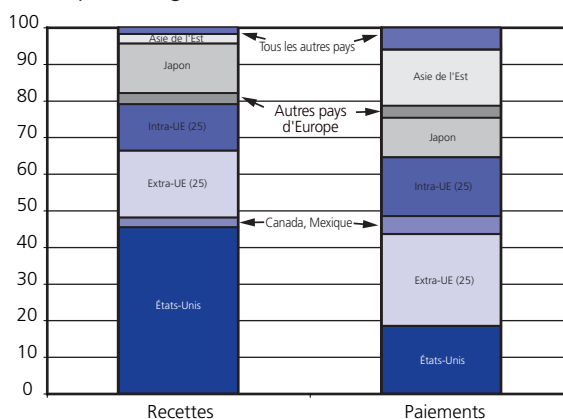 100
90
80
70
60
50
40
30
20
10
0
Asie de l'Est
Japon
Intra-UE (25)
Extra-UE (25)
États-Unis
Tous les autres pays
Autres pays
d'Europe
Canada, Mexique
Asie de l'Est
Japon
Intra-UE (25)
Extra-UE (25)
États-Unis
Recettes
Paiements